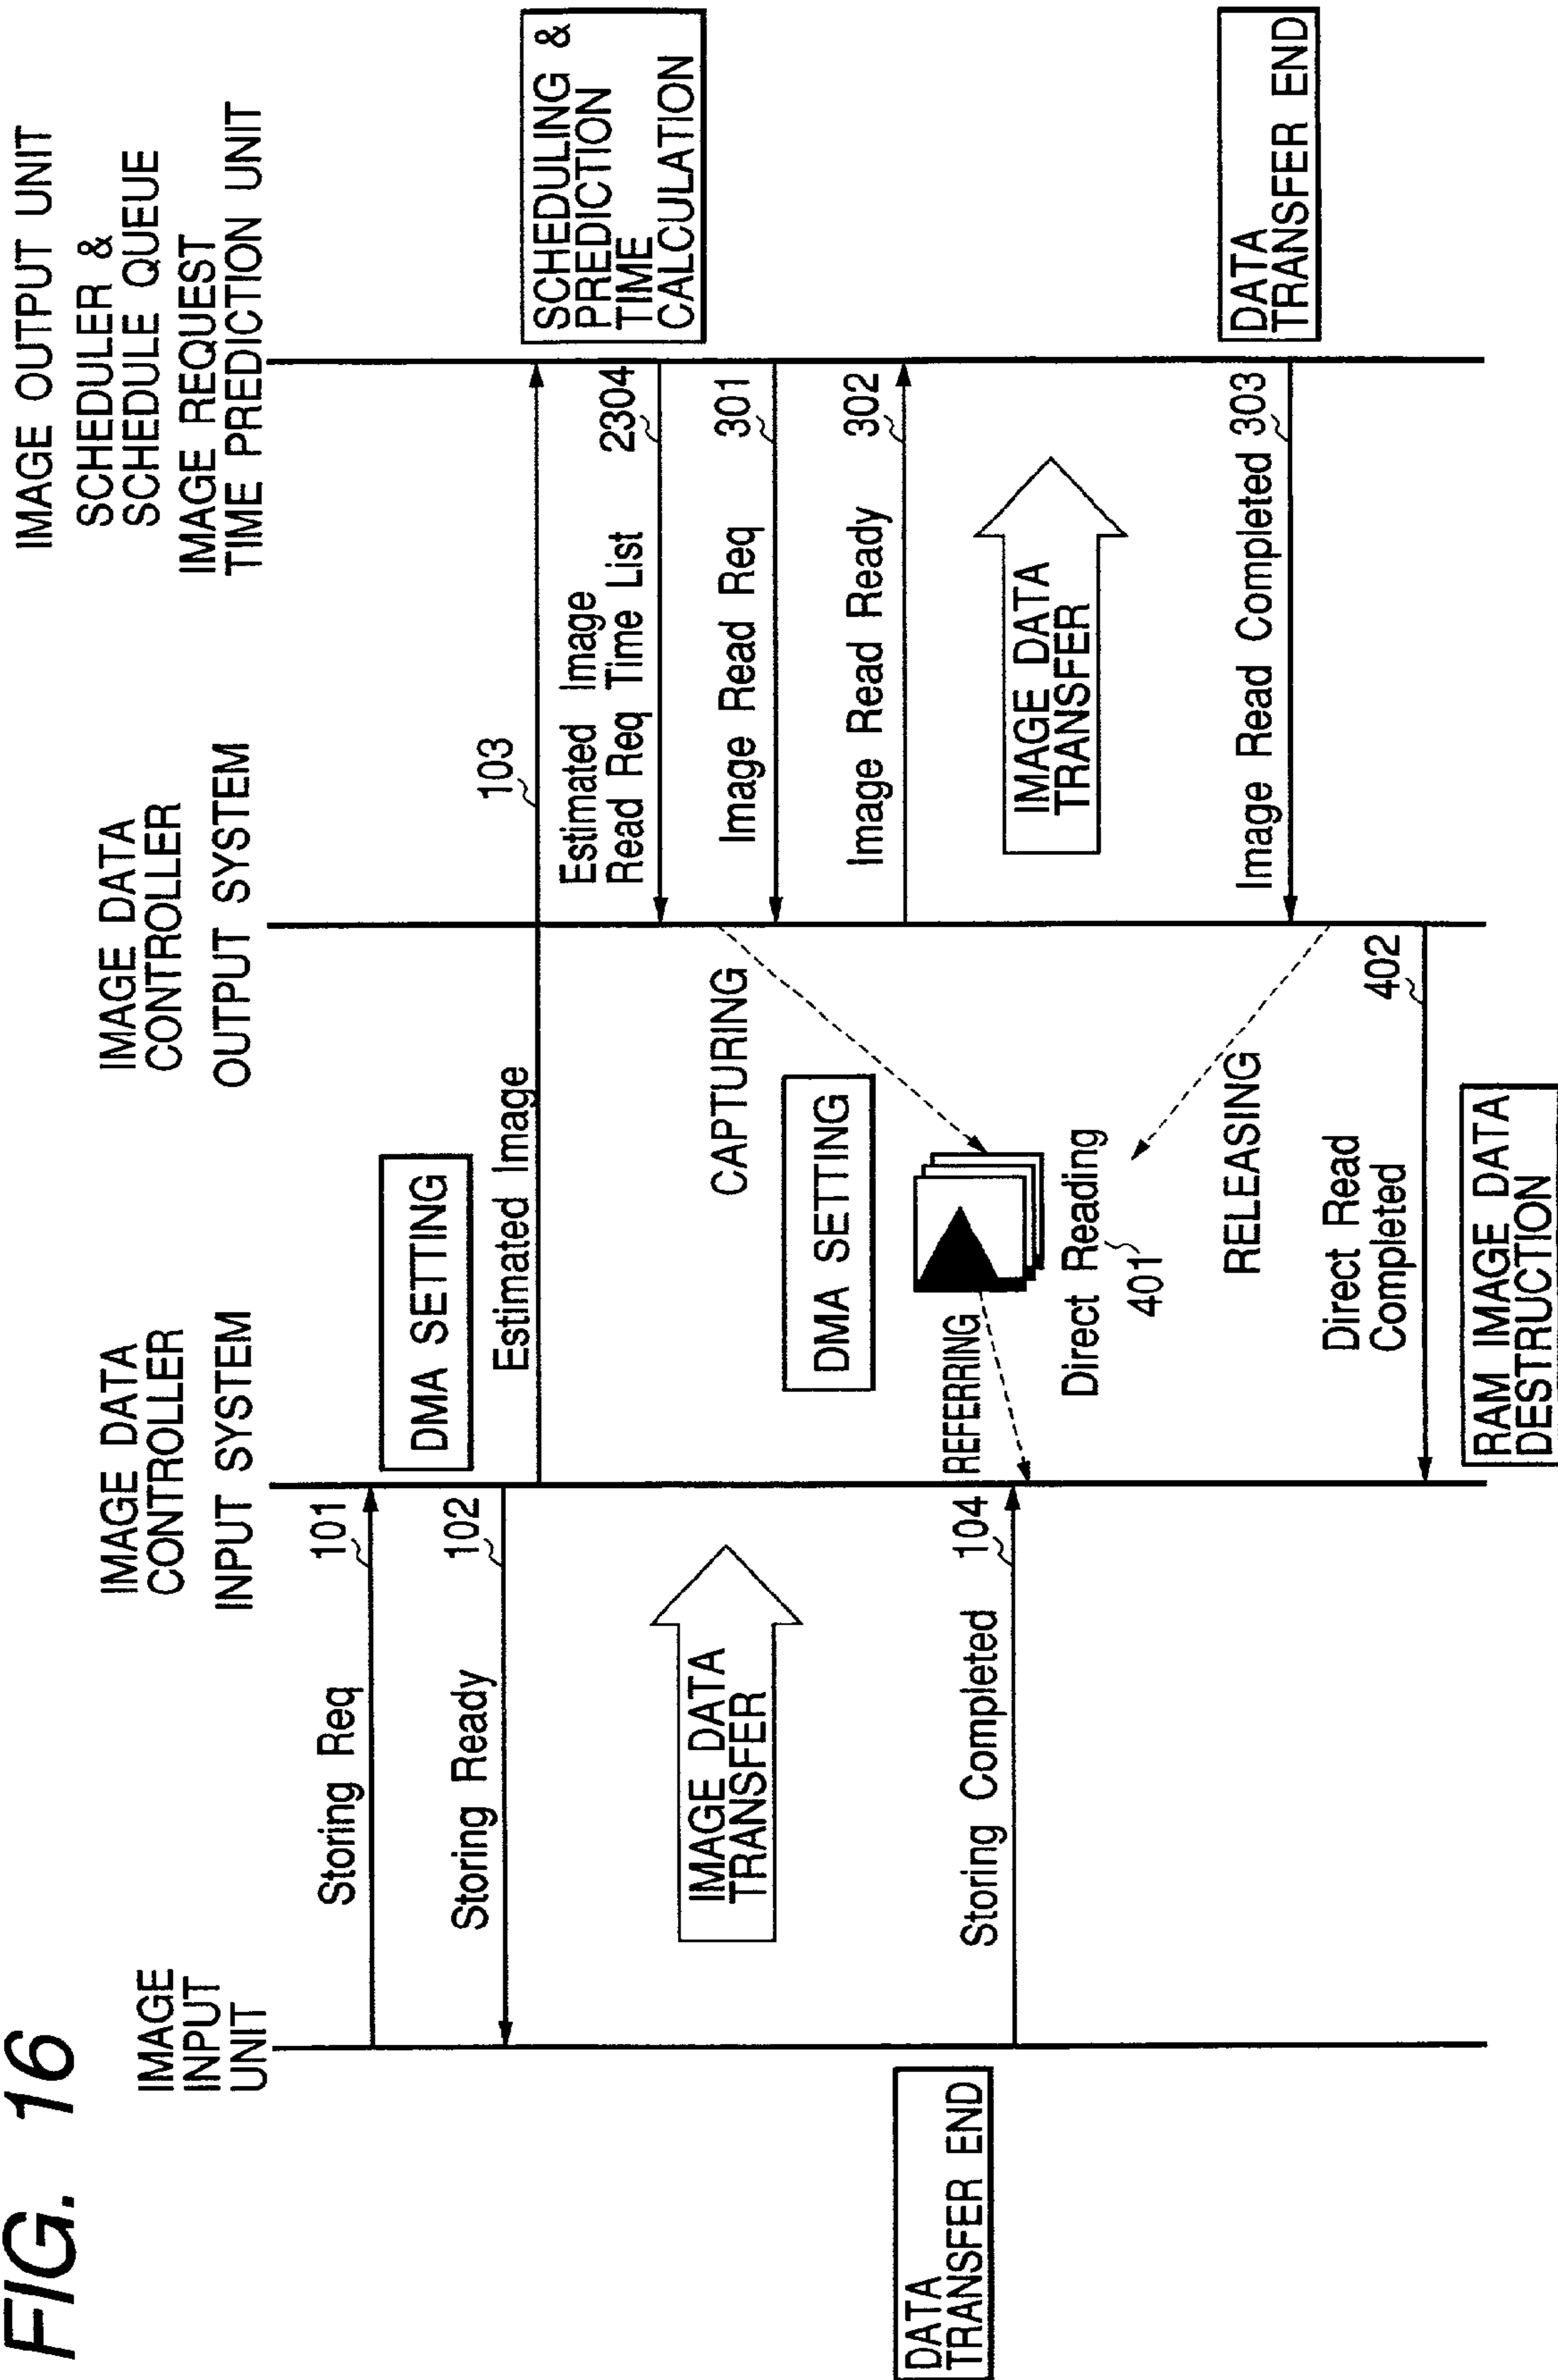 FIG. 16
IMAGE
INPUT
UNIT
IMAGE DATA
CONTROLLER
INPUT SYSTEM
IMAGE DATA
CONTROLLER
OUTPUT SYSTEM
IMAGE OUTPUT UNIT
SCHEDULER &
SCHEDULE QUEUE
IMAGE REQUEST
TIME PREDICTION UNIT
Storing Req
101
DMA SETTING
Storing Ready
102
Estimated Image
103
SCHEDULING &
PREDICTION
TIME
CALCULATION
Estimated Image
Read Req Time List
2304
IMAGE DATA
TRANSFER
CAPTURING
Image Read Req
301
DMA SETTING
Image Read Ready
302
DATA
TRANSFER END
Storing Completed
104
REFERRING
Direct Reading
401
IMAGE DATA
TRANSFER
RELEASING
Image Read Completed
303
DATA
TRANSFER END
Direct Read
Completed
402
RAM IMAGE DATA
DESTRUCTION